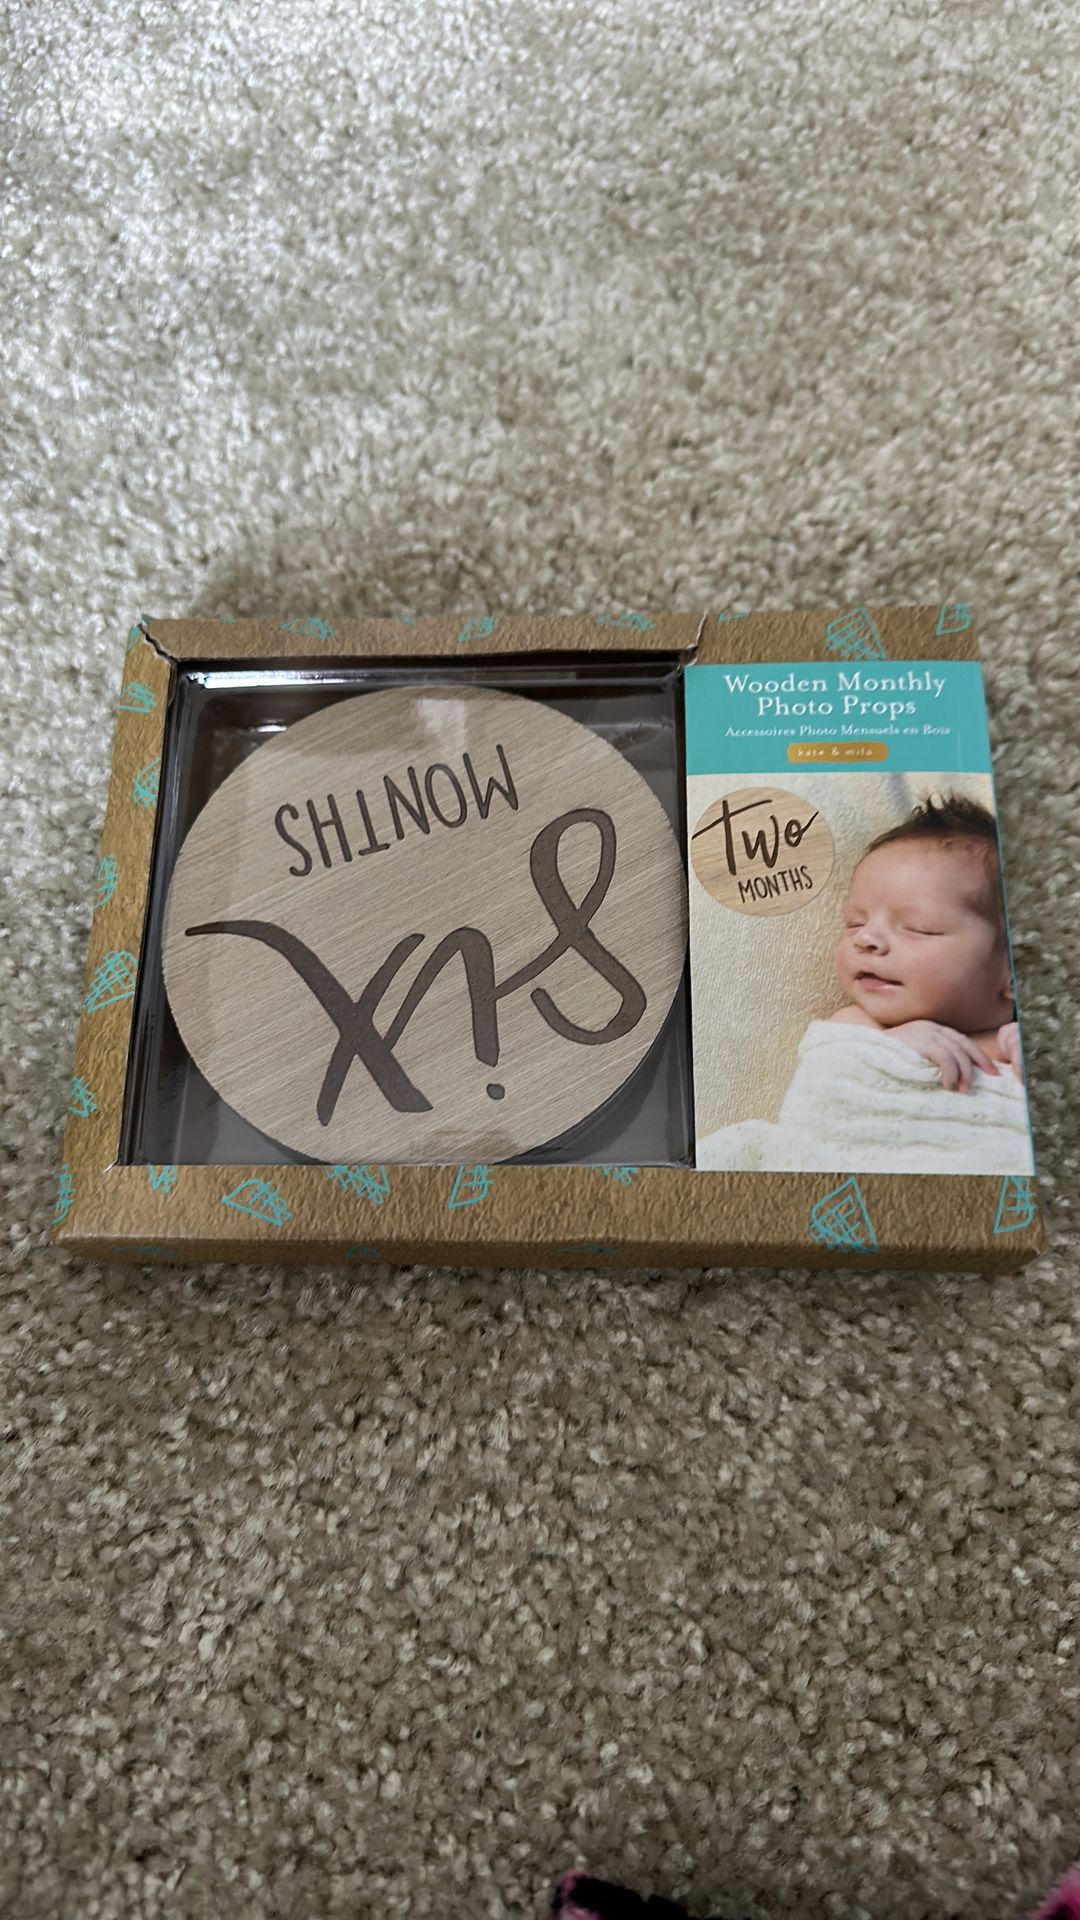 six
MONTHS
Wooden Monthly
Photo Props
Accessoires Photo Mensuels en Bois
kate & milo
two
MONTHS